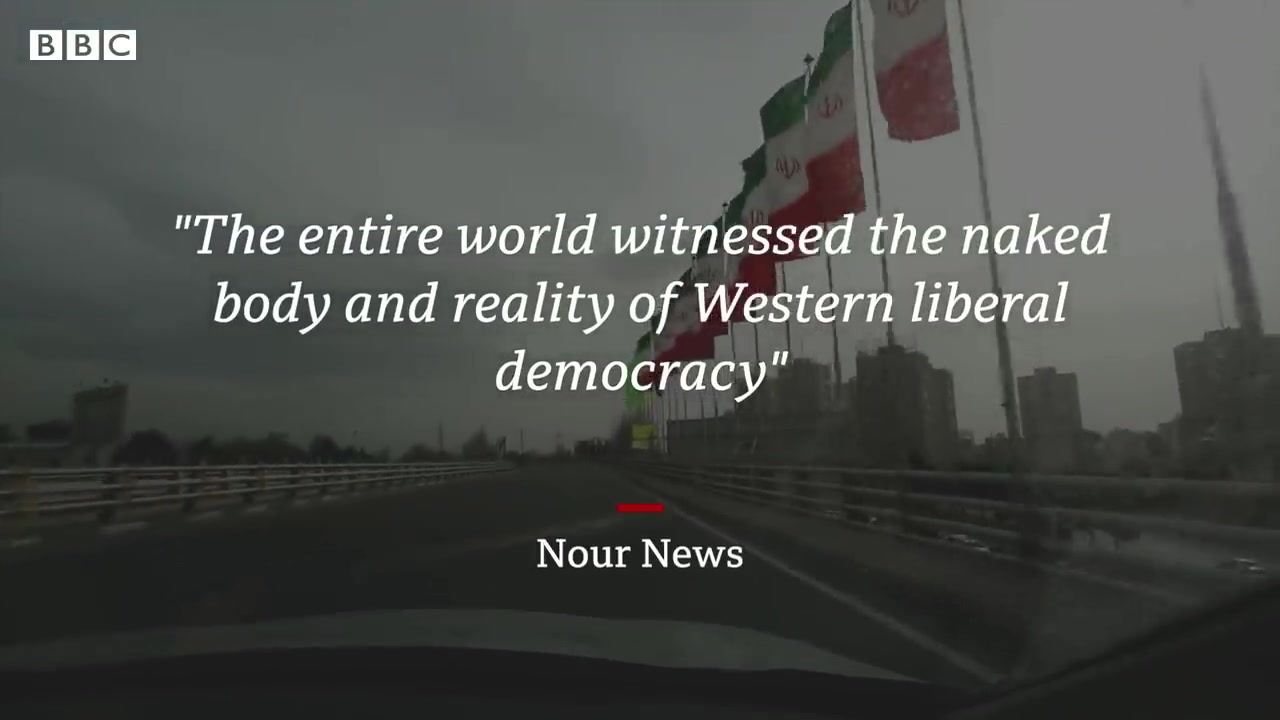 BBC
"The entire world witnessed the naked
body and reality of Western liberal
democracy"
Nour News